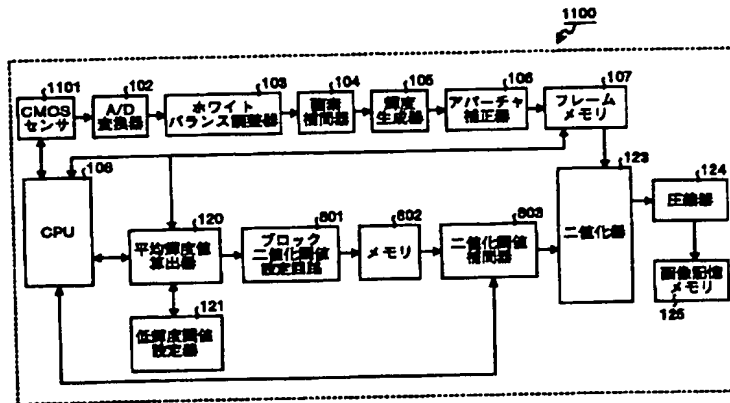 1100
1101
CMOS
センサ
102
A/D
変換器
103
ホワイト
バランス調整器
104
画素
補間器
105
輝度
生成器
106
アパーチャ
補正器
107
フレーム
メモリ
108
CPU
120
平均輝度値
算出器
801
ブロック
二値化閾値
設定回路
802
メモリ
803
二値化閾値
補間器
123
二値化器
124
圧縮器
画像記憶
メモリ
125
121
低輝度閾値
設定器